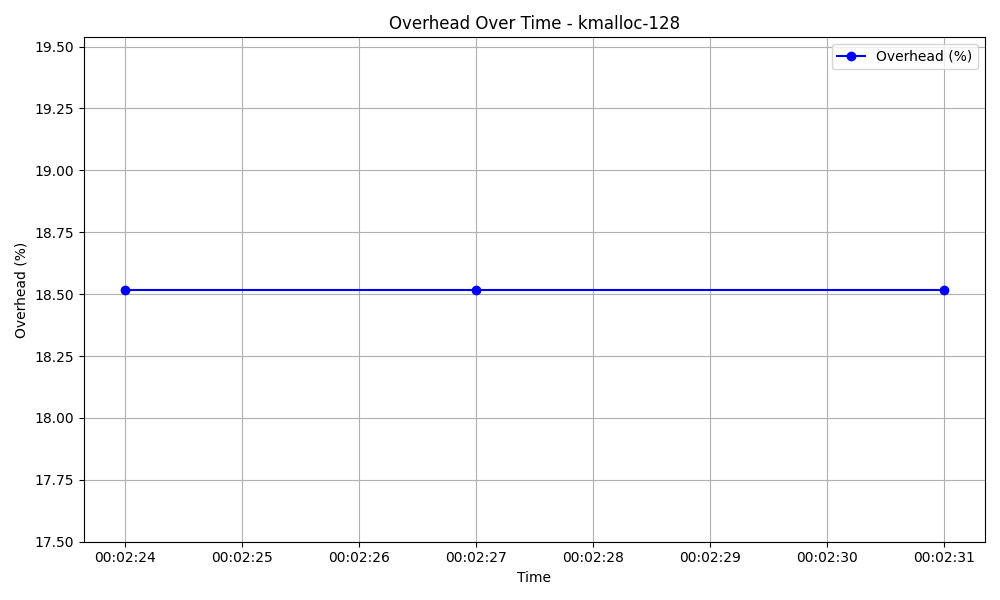 Overhead Over Time - kmalloc-128
Overhead (%)
19.50
19.25
19.00
18.75
18.50
18.25
18.00
17.75
17.50
Overhead (%)
00:02:24 00:02:25 00:02:26 00:02:27 00:02:28 00:02:29 00:02:30 00:02:31
Time